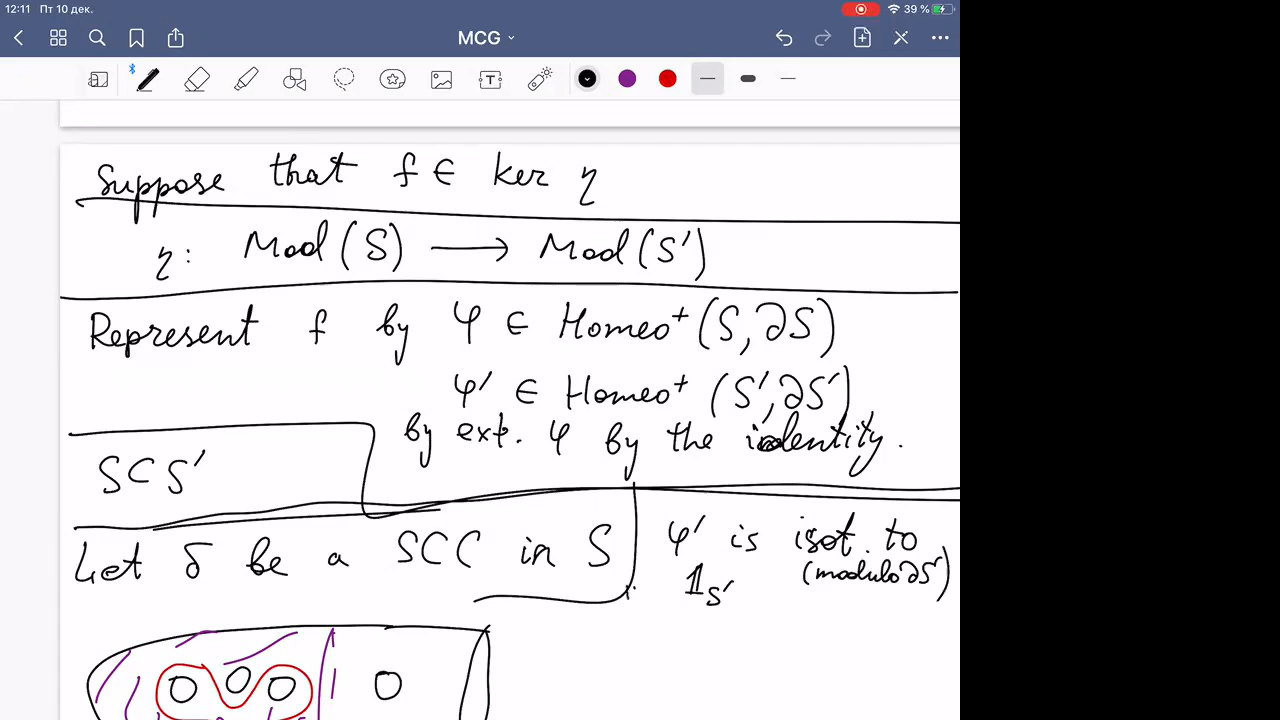 12:11 Пт 10 дек.
39 %
MCG
Suppose that f ∈ ker η
η: Mod(S) ⟶ Mod(S')
Represent f by φ ∈ Homeo⁺(S, ∂S)
φ' ∈ Homeo⁺(S', ∂S')
by ext. φ by the identity.
S⊂S'
Let δ be a SCC in S
φ' is isot. to
𝟙_S' (modulo ∂S')